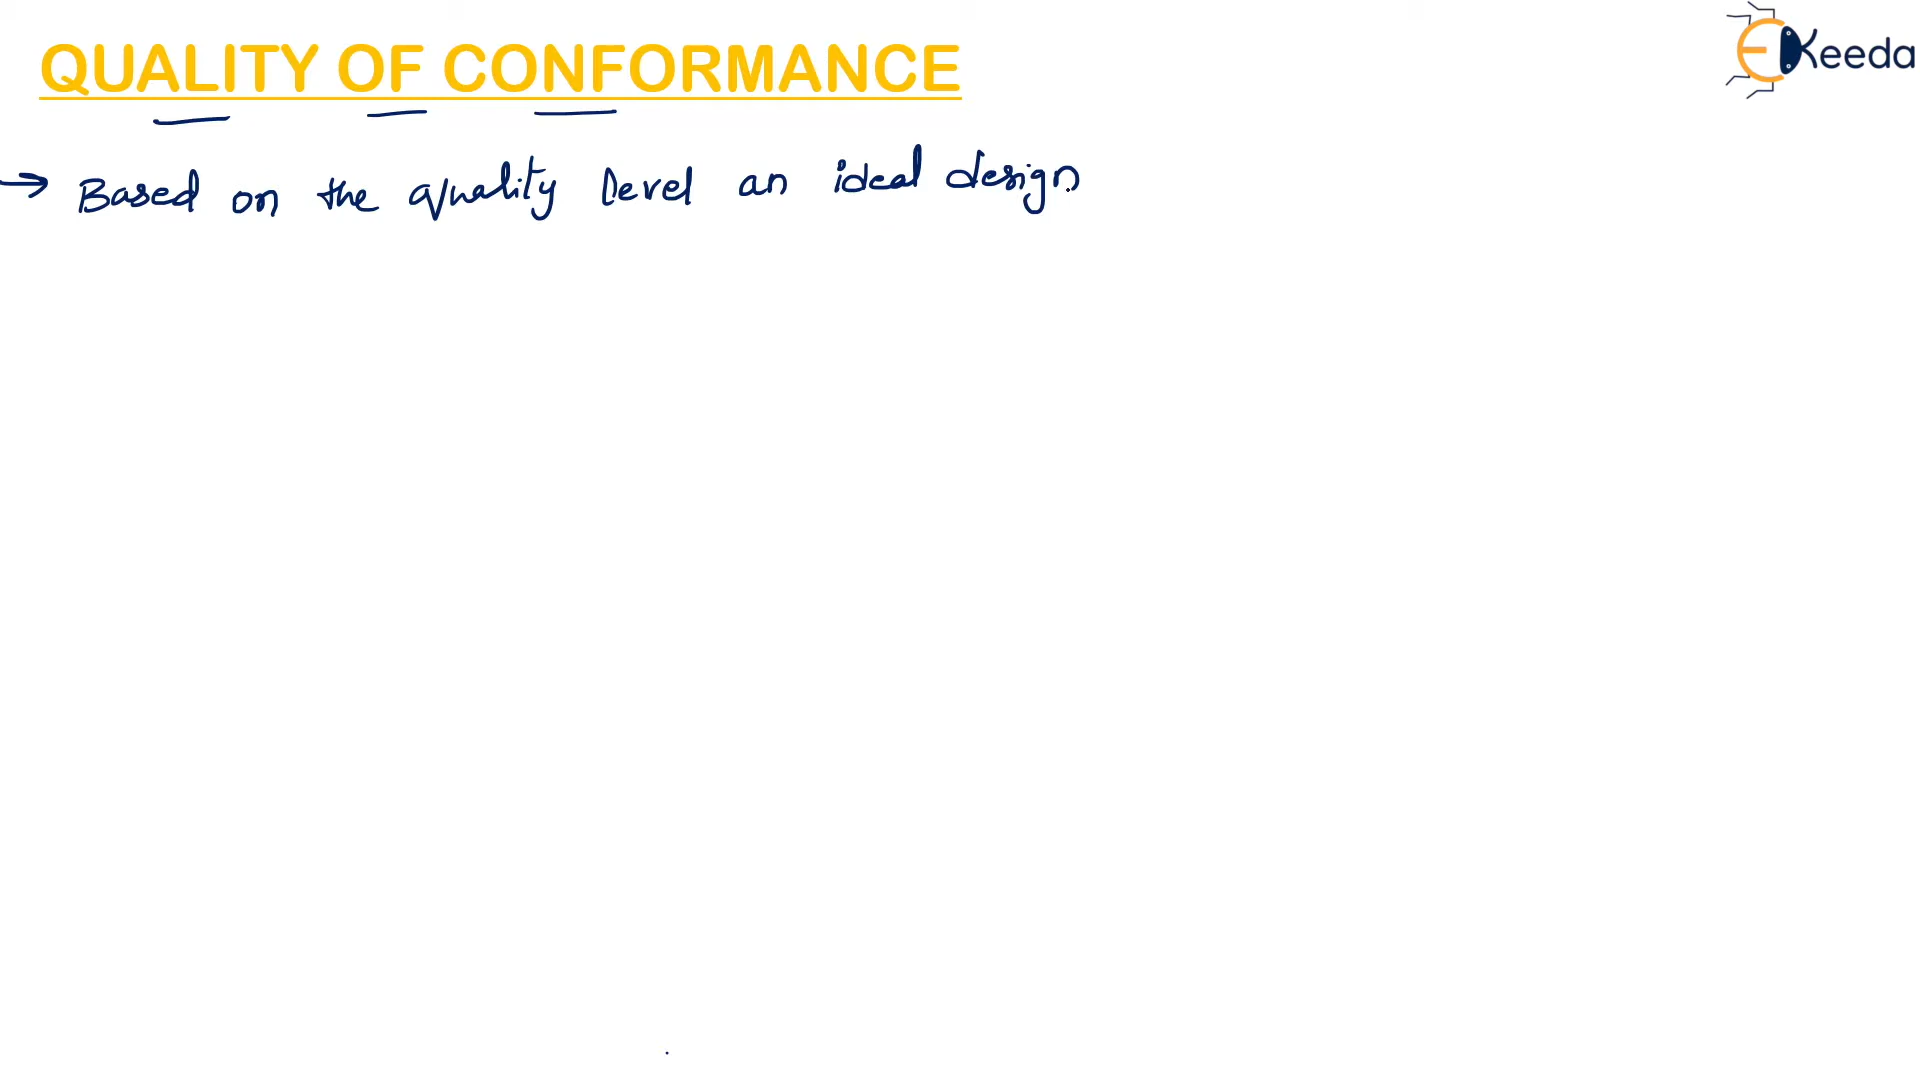 QUALITY OF CONFORMANCE
EKeeda
→ Based on the quality level an ideal design